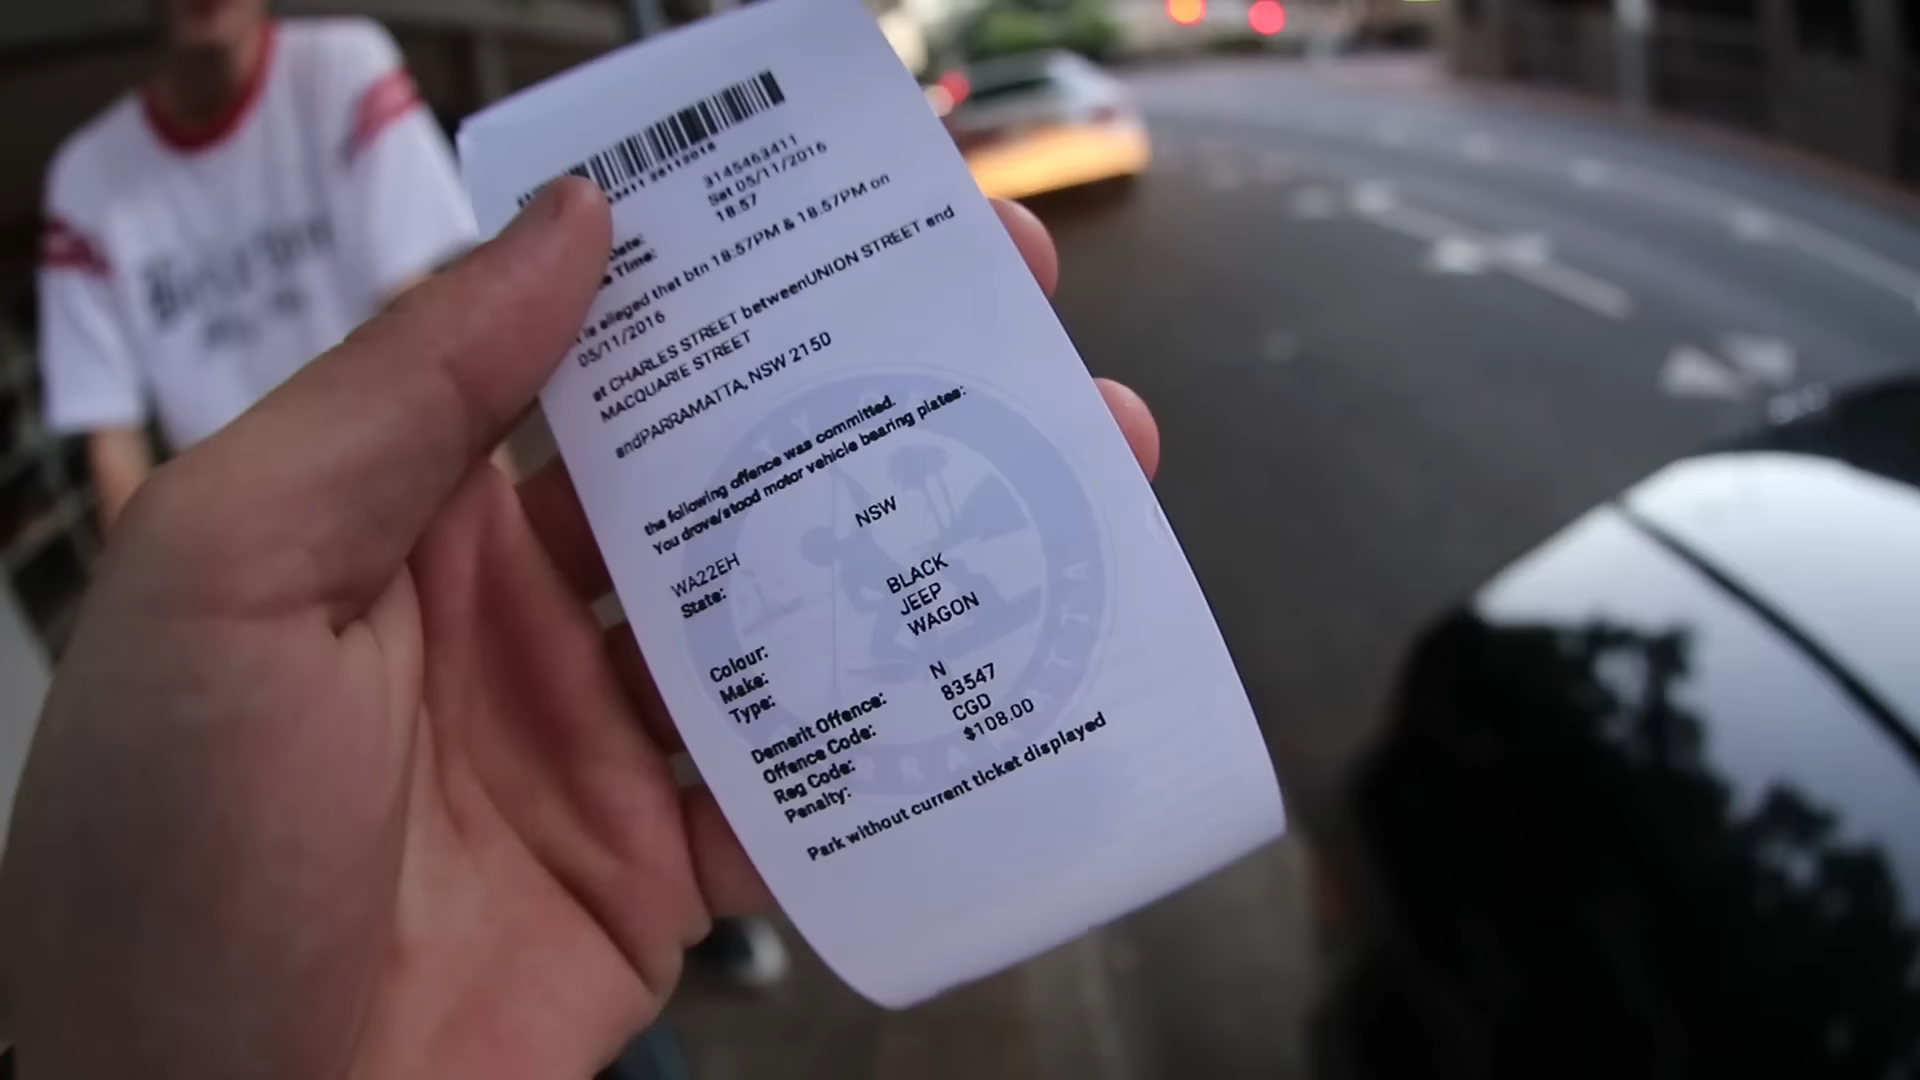 3145463411
Sat 05/11/2016
18:57
is alleged that btn 18:57PM & 18:57PM on
05/11/2016
at CHARLES STREET betweenUNION STREET and
MACQUARIE STREET
andPARRAMATTA, NSW 2150
the following offence was committed.
You drove/stood motor vehicle bearing plates:
WA22EH
State: NSW
Colour: BLACK
Make: JEEP
Type: WAGON
Demerit Offence: N
Offence Code: 83547
Reg Code: CGD
Penalty: $108.00
Park without current ticket displayed